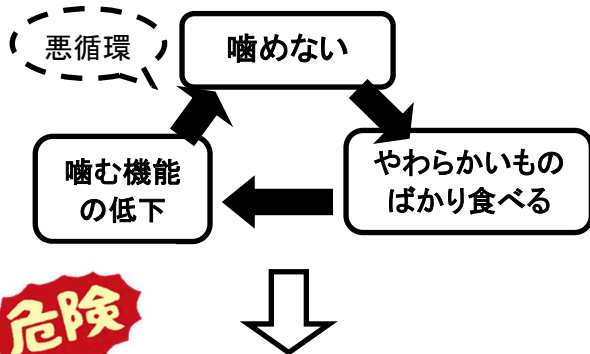 悪循環
噛めない
やわらかいもの
ばかり食べる
噛む機能
の低下
危険